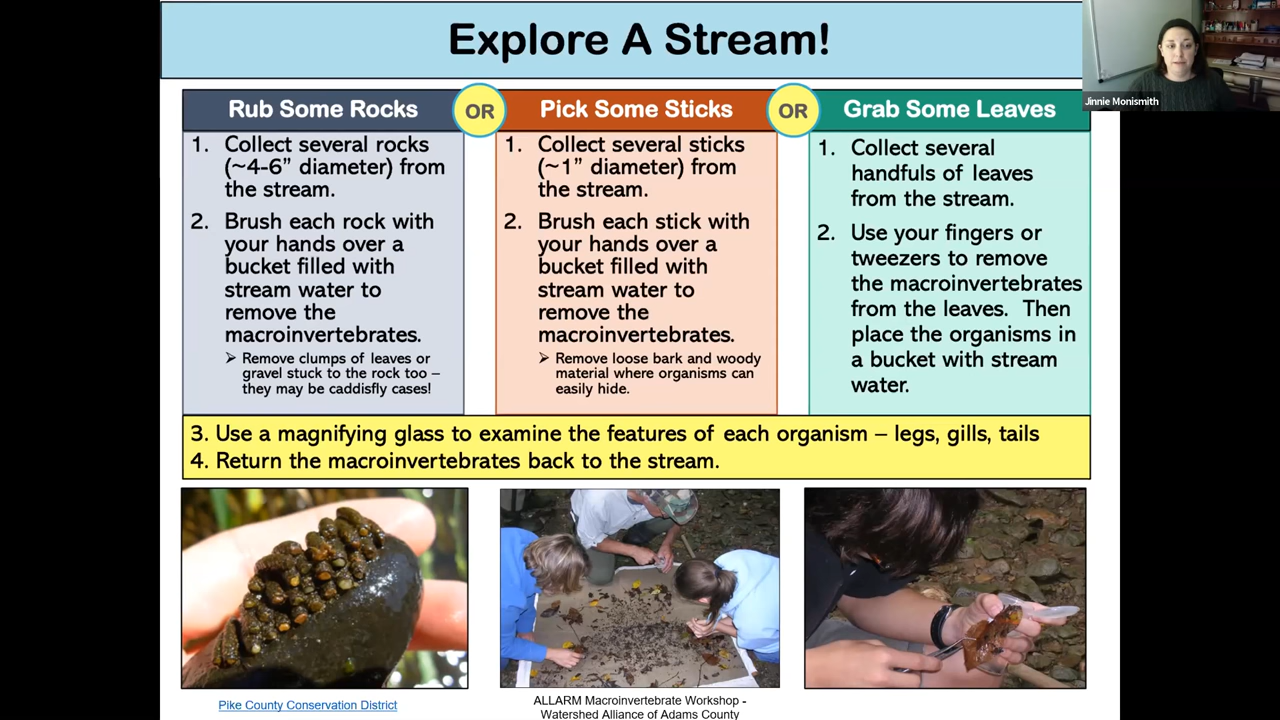 Explore A Stream!
Jinnie Monismith
Rub Some Rocks
OR
Pick Some Sticks
OR
Grab Some Leaves
1. Collect several rocks
(~4-6” diameter) from
the stream.
2. Brush each rock with
your hands over a
bucket filled with
stream water to
remove the
macroinvertebrates.
➢ Remove clumps of leaves or
gravel stuck to the rock too –
they may be caddisfly cases!
1. Collect several sticks
(~1” diameter) from
the stream.
2. Brush each stick with
your hands over a
bucket filled with
stream water to
remove the
macroinvertebrates.
➢ Remove loose bark and woody
material where organisms can
easily hide.
1. Collect several
handfuls of leaves
from the stream.
2. Use your fingers or
tweezers to remove
the macroinvertebrates
from the leaves. Then
place the organisms in
a bucket with stream
water.
3. Use a magnifying glass to examine the features of each organism – legs, gills, tails
4. Return the macroinvertebrates back to the stream.
Pike County Conservation District
ALLARM Macroinvertebrate Workshop -
Watershed Alliance of Adams County